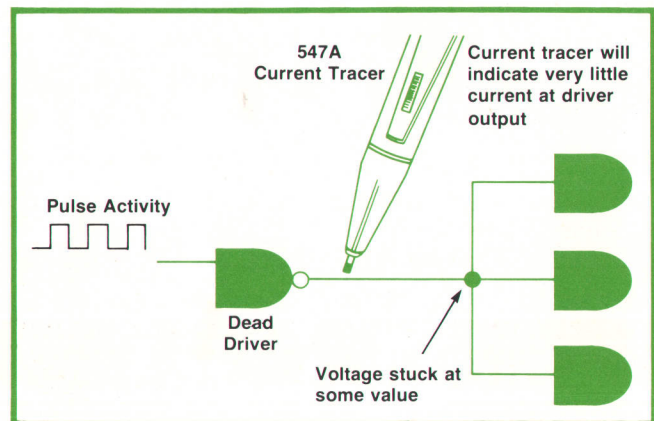 547A
Current Tracer
Current tracer will
indicate very little
current at driver
output
Pulse Activity
Dead
Driver
Voltage stuck at
some value